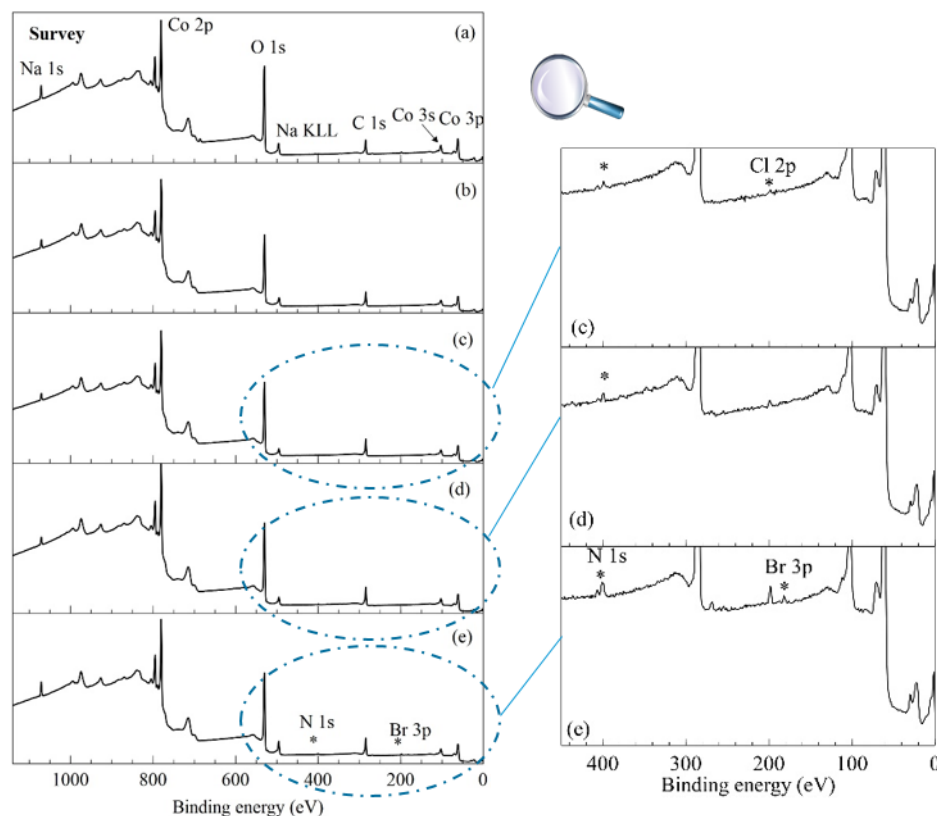 Survey
Co 2p
(a)
O 1s
Na 1s
Na KLL
C 1s
Co 3s
Co 3p
(b)
(c)
(d)
(e)
N 1s
*
Br 3p
*
1000 800 600 400 200 0
Binding energy (eV)
*
Cl 2p
*
(c)
*
(d)
N 1s
*
Br 3p
*
(e)
400 300 200 100 0
Binding energy (eV)